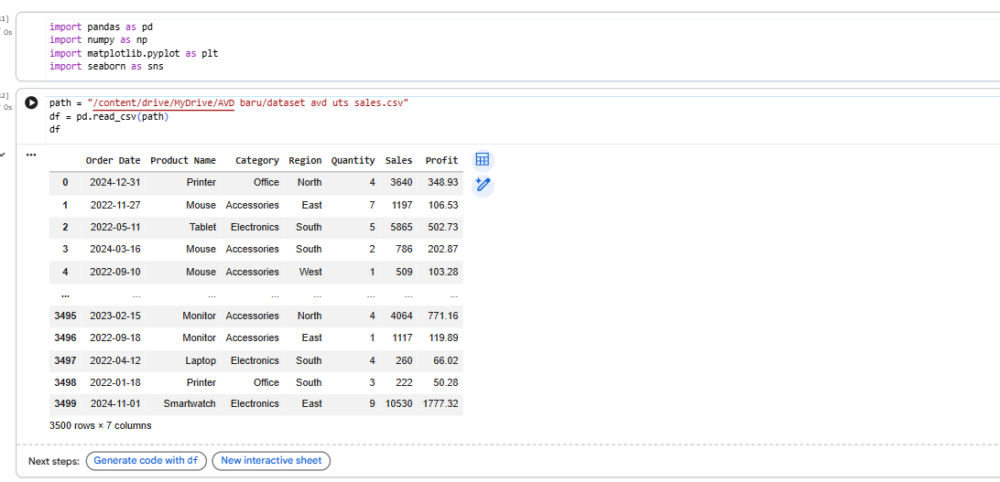 1]
0s
import pandas as pd
import numpy as np
import matplotlib.pyplot as plt
import seaborn as sns
2]
0s
path = "/content/drive/MyDrive/AVD baru/dataset avd uts sales.csv"
df = pd.read_csv(path)
df
...
Order Date Product Name Category Region Quantity Sales Profit
0 2024-12-31 Printer Office North 4 3640 348.93
1 2022-11-27 Mouse Accessories East 7 1197 106.53
2 2022-05-11 Tablet Electronics South 5 5865 502.73
3 2024-03-16 Mouse Accessories South 2 786 202.87
4 2022-09-10 Mouse Accessories West 1 509 103.28
... ... ... ... ... ... ... ...
3495 2023-02-15 Monitor Accessories North 4 4064 771.16
3496 2022-09-18 Monitor Accessories East 1 1117 119.89
3497 2022-04-12 Laptop Electronics South 4 260 66.02
3498 2022-01-18 Printer Office South 3 222 50.28
3499 2024-11-01 Smartwatch Electronics East 9 10530 1777.32
3500 rows × 7 columns
Next steps: Generate code with df New interactive sheet